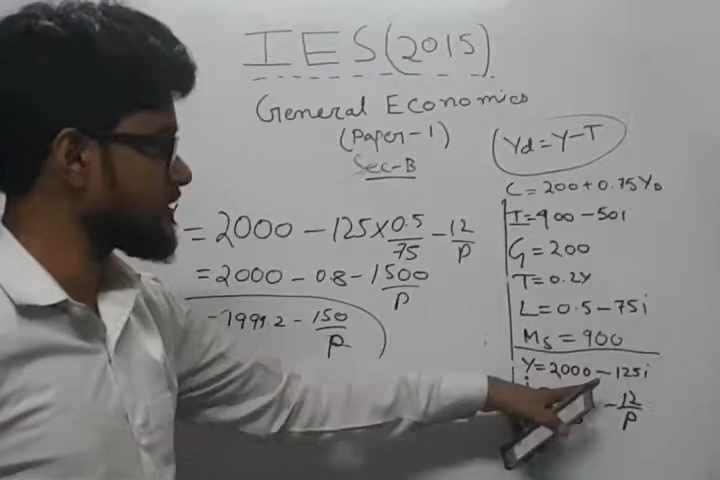 IES(2015)
General Economics
(Paper-1)
Sec-B
= 2000 - 125 × 0.5/75 - 12/P
= 2000 - 0.8 - 1500/P
- 1999.2 - 150/P
Yd = Y-T
C = 200 + 0.75 YD
I = 900 - 50i
G = 200
T = 0.2Y
L = 0.5 - 75i
Ms = 900
Y = 2000 - 125i
- 12/P